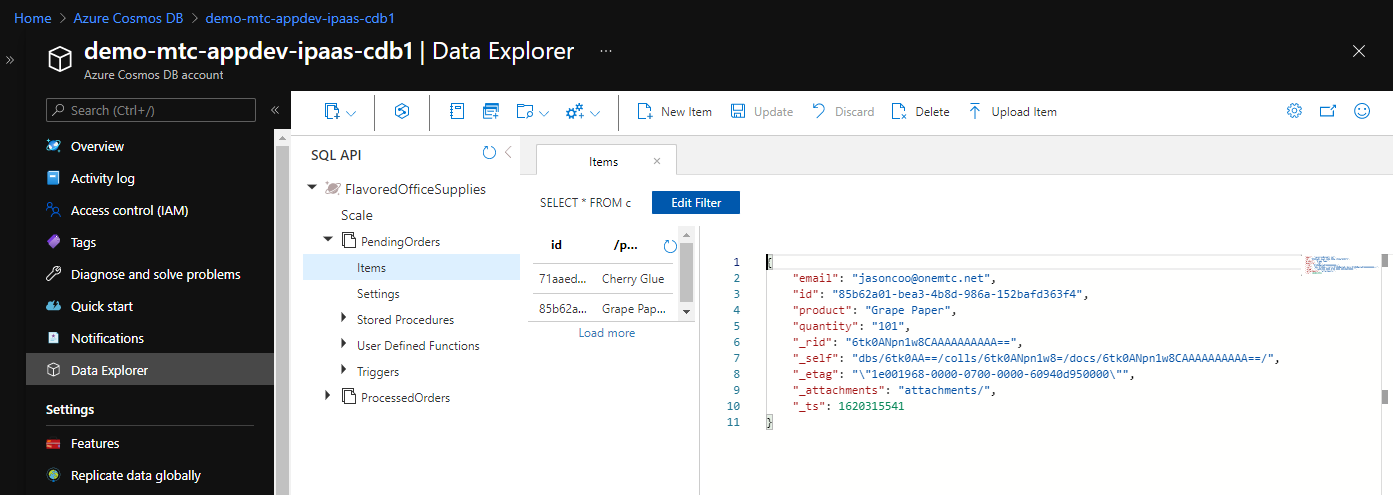 Home > Azure Cosmos DB > demo-mtc-appdev-ipaas-cdb1
demo-mtc-appdev-ipaas-cdb1 | Data Explorer ...
Azure Cosmos DB account
Search (Ctrl+/)
Overview
Activity log
Access control (IAM)
Tags
Diagnose and solve problems
Quick start
Notifications
Data Explorer
Settings
Features
Replicate data globally
New Item Update Discard Delete Upload Item
SQL API
FlavoredOfficeSupplies
Scale
PendingOrders
Items
Settings
Stored Procedures
User Defined Functions
Triggers
ProcessedOrders
Items
SELECT * FROM c Edit Filter
id /p...
71aaed... Cherry Glue
85b62a... Grape Pap...
Load more
1 {
2 "email": "jasoncoo@onemtc.net",
3 "id": "85b62a01-bea3-4b8d-986a-152bafd363f4",
4 "product": "Grape Paper",
5 "quantity": "101",
6 "_rid": "6tk0ANpn1w8CAAAAAAAAAA==",
7 "_self": "dbs/6tk0AA==/colls/6tk0ANpn1w8=/docs/6tk0ANpn1w8CAAAAAAAAAA==/",
8 "_etag": "\"1e001968-0000-0700-0000-60940d950000\"",
9 "_attachments": "attachments/",
10 "_ts": 1620315541
11 }